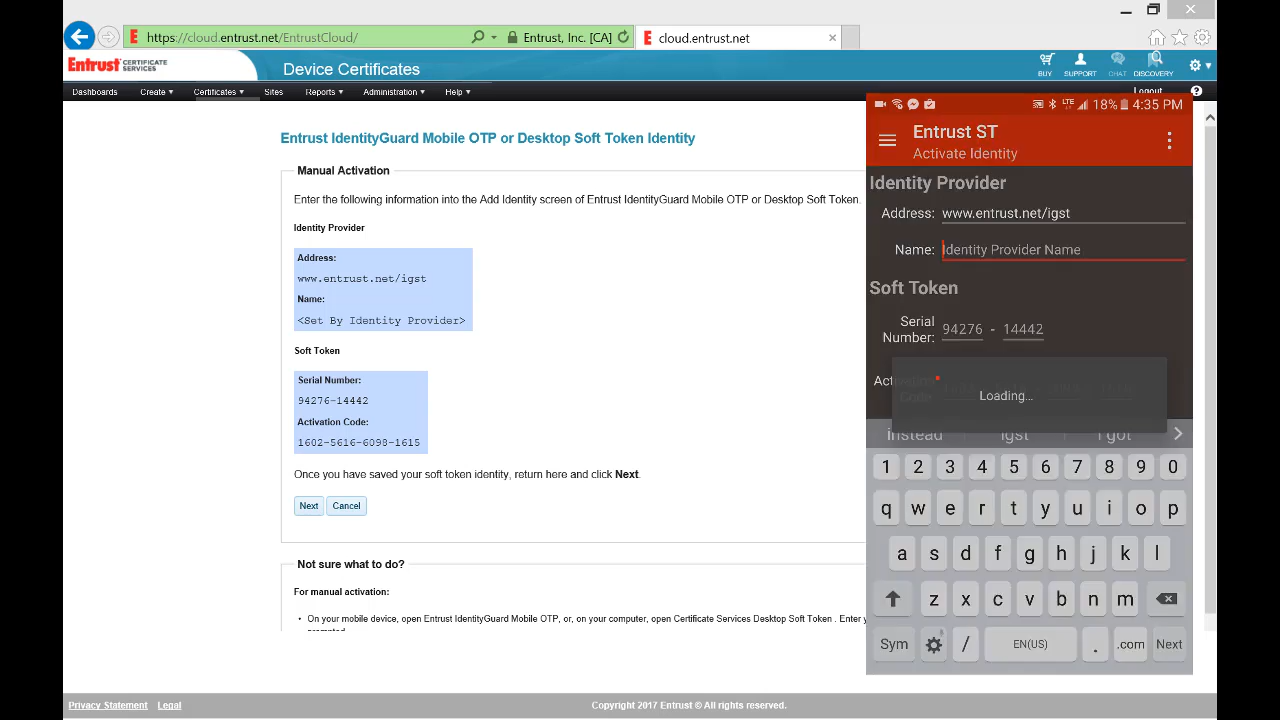 https://cloud.entrust.net/EntrustCloud/
Entrust, Inc. [CA]
cloud.entrust.net
Entrust CERTIFICATE SERVICES
Device Certificates
BUY
SUPPORT
CHAT
DISCOVERY
Dashboards
Create
Certificates
Sites
Reports
Administration
Help
Logout
Entrust IdentityGuard Mobile OTP or Desktop Soft Token Identity
Manual Activation
Enter the following information into the Add Identity screen of Entrust IdentityGuard Mobile OTP or Desktop Soft Token.
Identity Provider
Address:
www.entrust.net/igst
Name:
<Set By Identity Provider>
Soft Token
Serial Number:
94276-14442
Activation Code:
1602-5616-6098-1615
Once you have saved your soft token identity, return here and click Next.
Next
Cancel
Not sure what to do?
For manual activation:
• On your mobile device, open Entrust IdentityGuard Mobile OTP, or, on your computer, open Certificate Services Desktop Soft Token . Enter
Privacy Statement
Legal
Copyright 2017 Entrust © All rights reserved.
LTE 18% 4:35 PM
Entrust ST
Activate Identity
Identity Provider
Address: www.entrust.net/igst
Name: Identity Provider Name
Soft Token
Serial
Number: 94276 - 14442
Loading...
instead igst I got
1 2 3 4 5 6 7 8 9 0
q w e r t y u i o p
a s d f g h j k l
z x c v b n m
Sym / EN(US) . .com Next